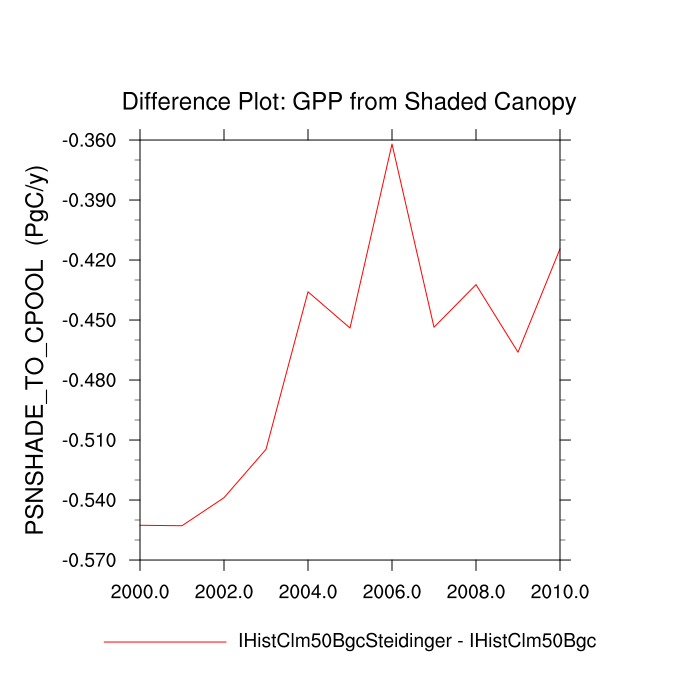 Difference Plot: GPP from Shaded Canopy
PSNSHADE_TO_CPOOL (PgC/y)
-0.360
-0.390
-0.420
-0.450
-0.480
-0.510
-0.540
-0.570
2000.0 2002.0 2004.0 2006.0 2008.0 2010.0
IHistClm50BgcSteidinger - IHistClm50Bgc